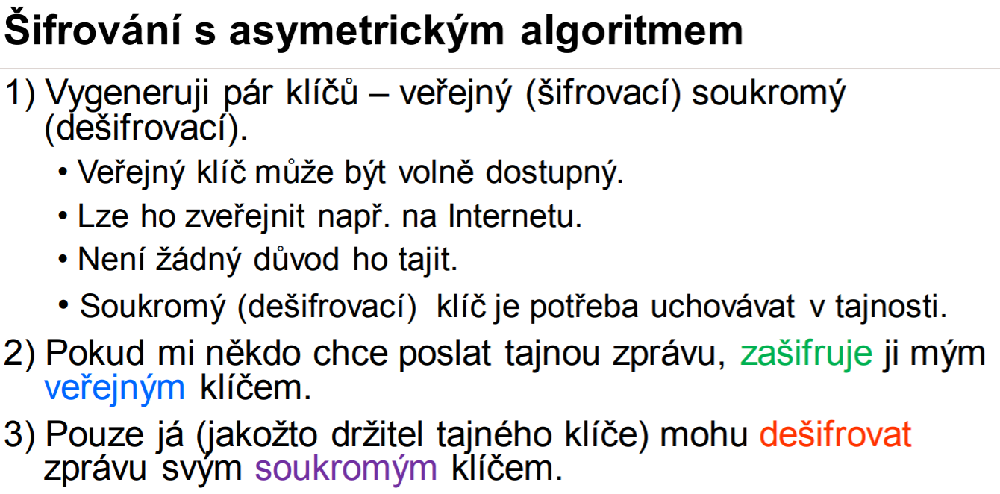 Šifrování s asymetrickým algoritmem
1) Vygeneruji pár klíčů – veřejný (šifrovací) soukromý
(dešifrovací).
• Veřejný klíč může být volně dostupný.
• Lze ho zveřejnit např. na Internetu.
• Není žádný důvod ho tajit.
• Soukromý (dešifrovací) klíč je potřeba uchovávat v tajnosti.
2) Pokud mi někdo chce poslat tajnou zprávu, zašifruje ji mým
veřejným klíčem.
3) Pouze já (jakožto držitel tajného klíče) mohu dešifrovat
zprávu svým soukromým klíčem.